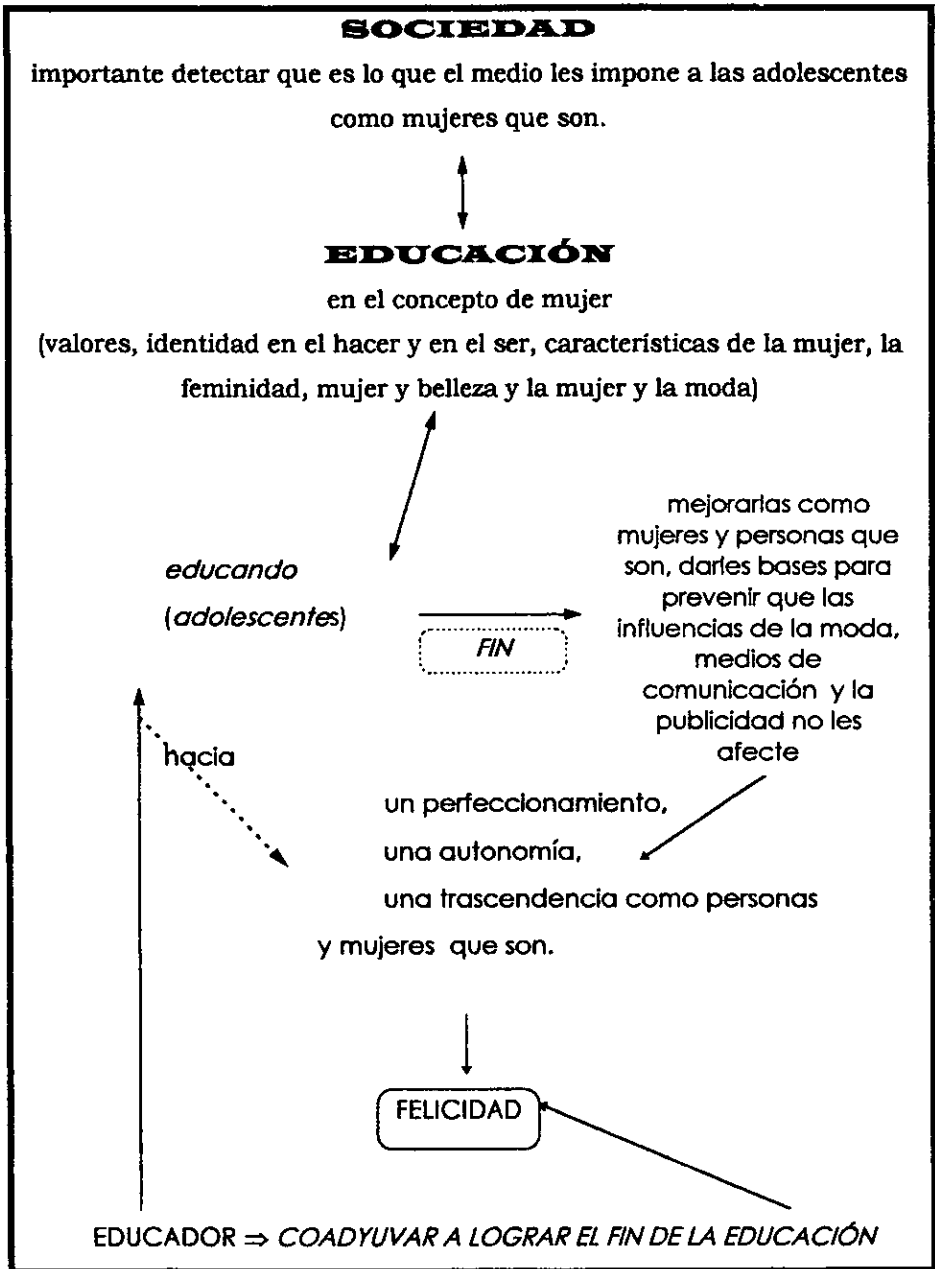 SOCIEDAD
importante detectar que es lo que el medio les impone a las adolescentes
como mujeres que son.
EDUCACIÓN
en el concepto de mujer
(valores, identidad en el hacer y en el ser, características de la mujer, la
feminidad, mujer y belleza y la mujer y la moda)
educando
(adolescentes)
FIN
mejorarlas como
mujeres y personas que
son, darles bases para
prevenir que las
influencias de la moda,
medios de
comunicación y la
publicidad no les
afecte
hacia
un perfeccionamiento,
una autonomía,
una trascendencia como personas
y mujeres que son.
FELICIDAD
EDUCADOR ⇒ COADYUVAR A LOGRAR EL FIN DE LA EDUCACIÓN